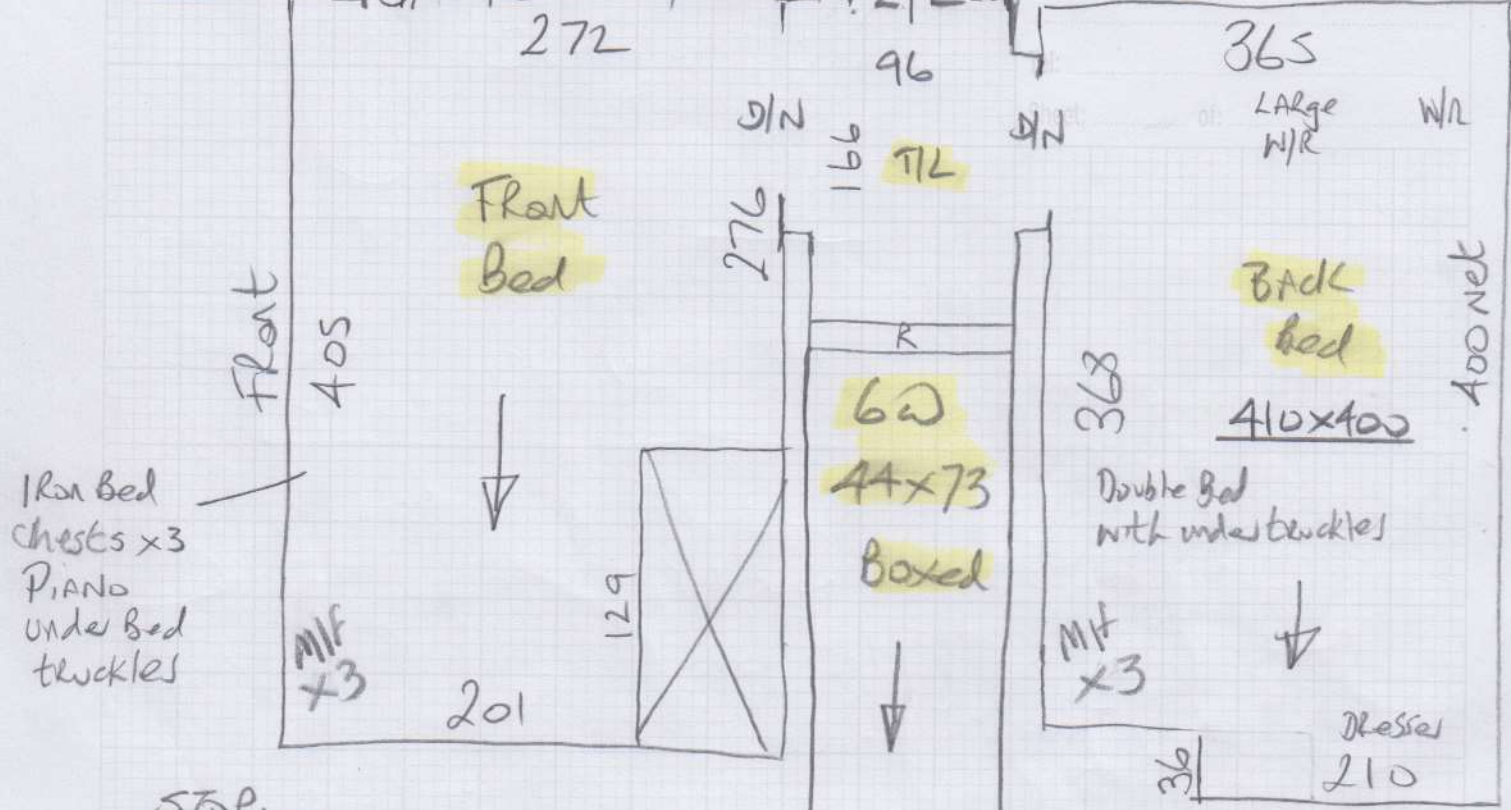 272
96
365
D/N
166
T/L
D/N
LARge
W/R
W/R
FRont
Bed
276
FRont
405
R
BAck
Bed
400 Net
368
410x400
6W
44x73
Boxed
IRon Bed
chests x3
PiANo
under Bed
truckles
Double Bed
with under truckles
129
M/F
x3
201
M/F
x3
36
Dresser
210
STOP.